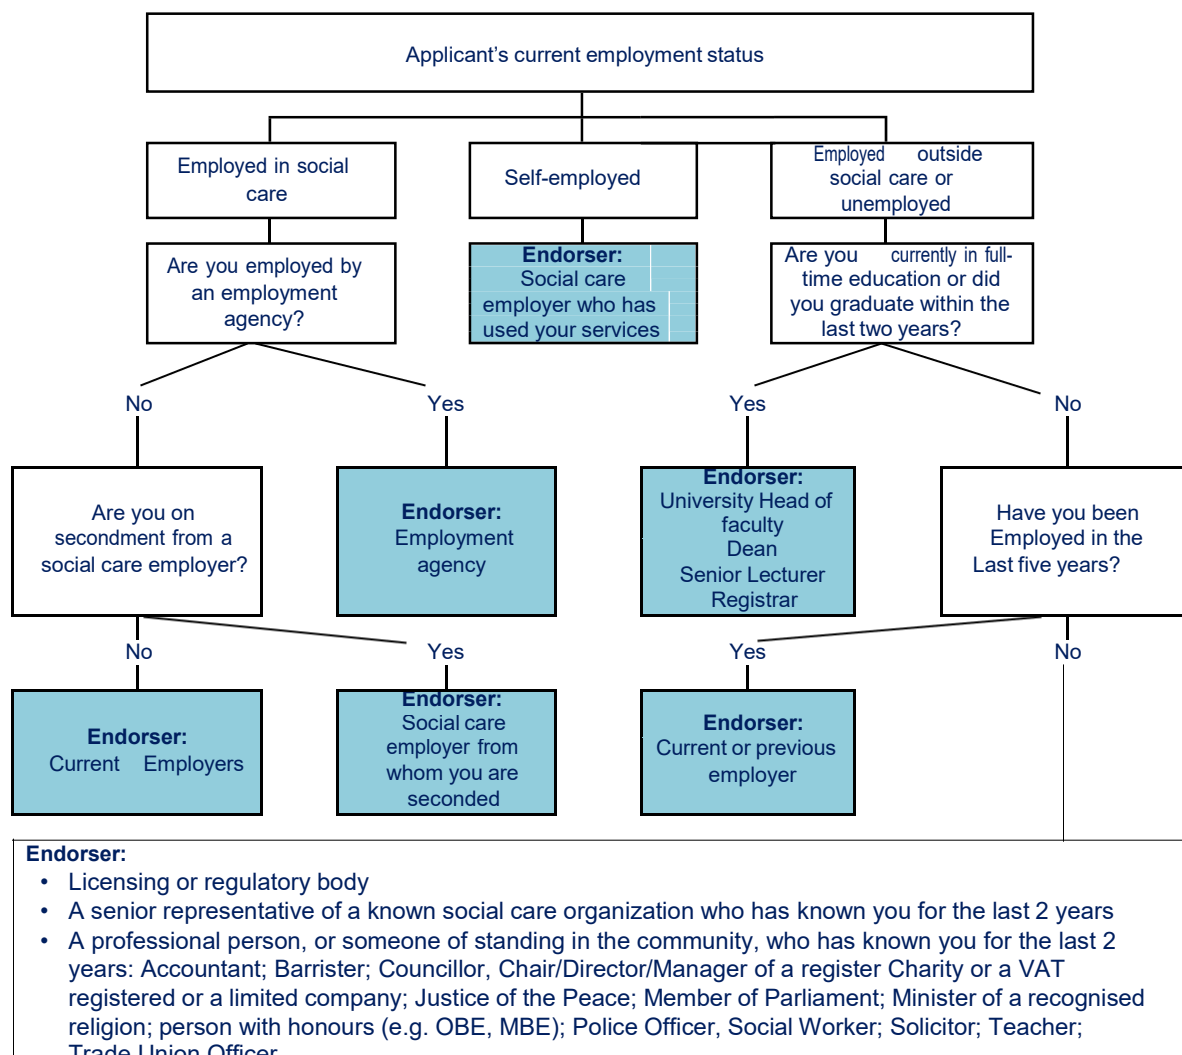 Applicant's current employment status
Employed in social
care
Self-employed
Employed outside
social care or
unemployed
Are you employed by
an employment
agency?
Endorser:
Social care
employer who has
used your services
Are you currently in full-
time education or did
you graduate within the
last two years?
No
Yes
Yes
No
Are you on
secondment from a
social care employer?
Endorser:
Employment
agency
Endorser:
University Head of
faculty
Dean
Senior Lecturer
Registrar
Have you been
Employed in the
Last five years?
No
Yes
Yes
No
Endorser:
Current Employers
Endorser:
Social care
employer from
whom you are
seconded
Endorser:
Current or previous
employer
Endorser:
• Licensing or regulatory body
• A senior representative of a known social care organization who has known you for the last 2 years
• A professional person, or someone of standing in the community, who has known you for the last 2
years: Accountant; Barrister; Councillor, Chair/Director/Manager of a register Charity or a VAT
registered or a limited company; Justice of the Peace; Member of Parliament; Minister of a recognised
religion; person with honours (e.g. OBE, MBE); Police Officer, Social Worker; Solicitor; Teacher;
Trade Union Officer